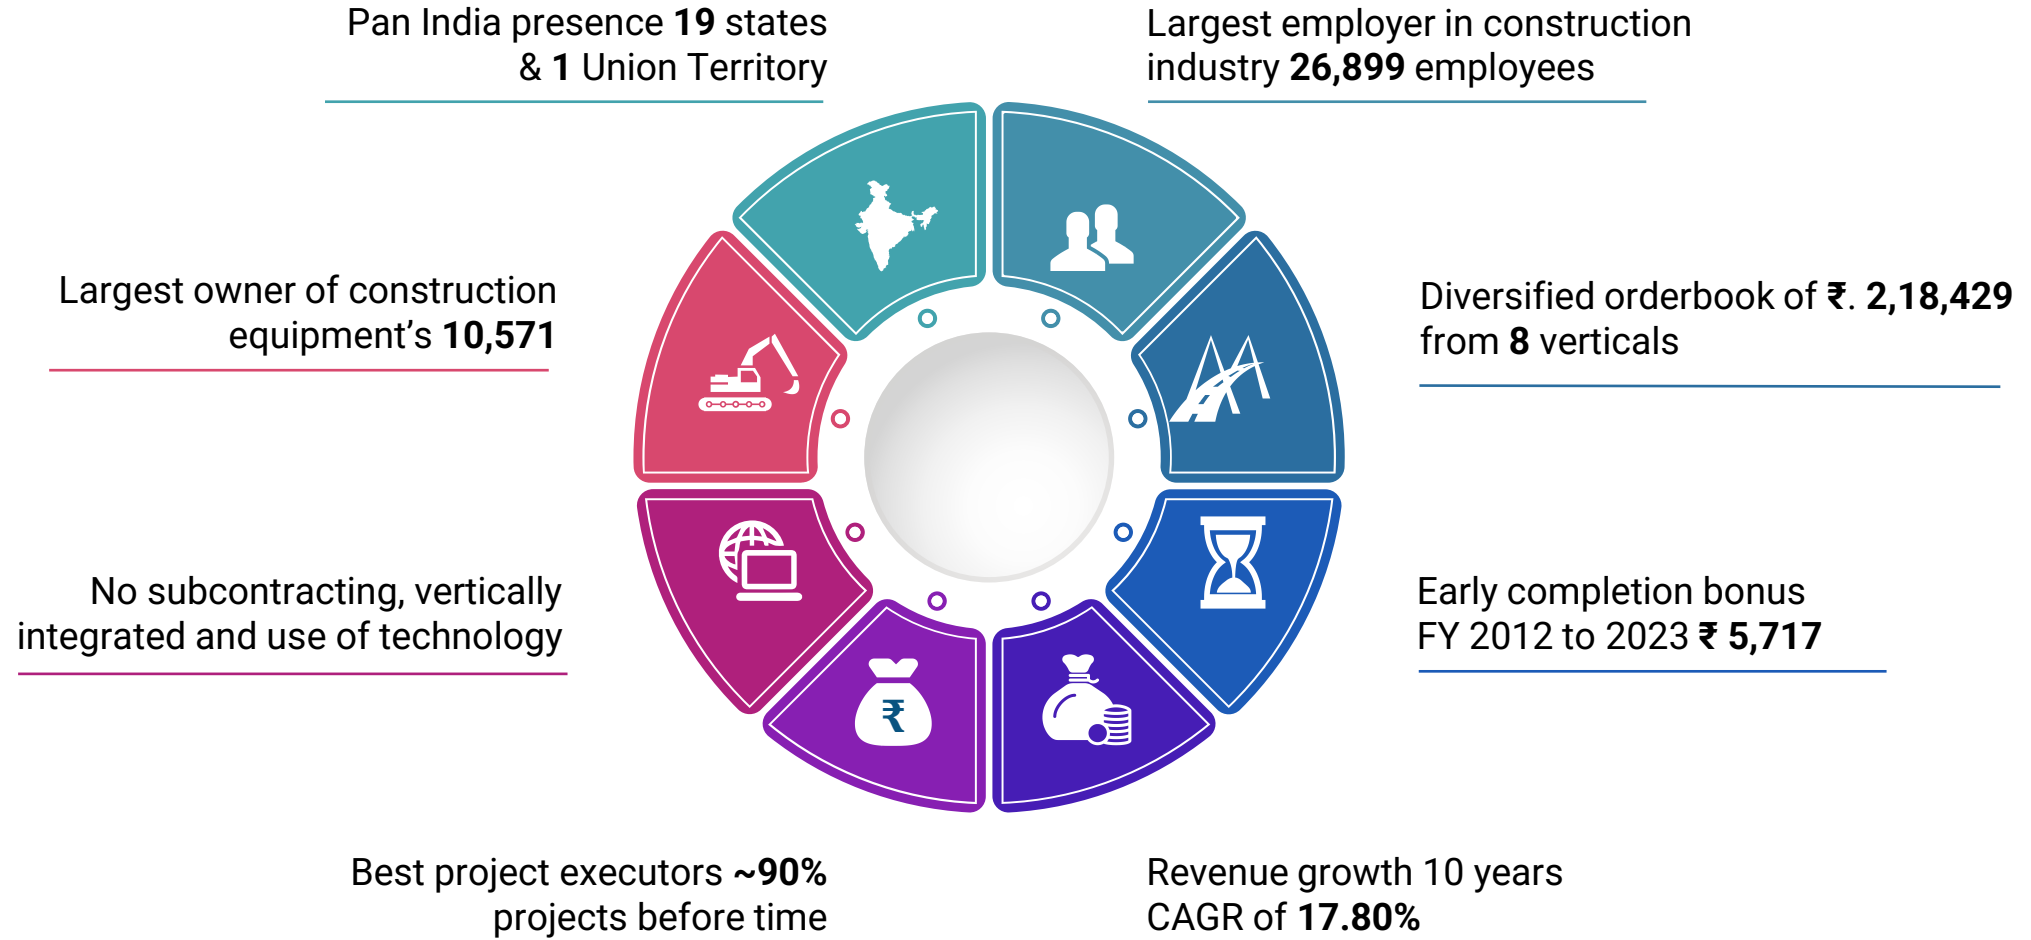 Pan India presence 19 states
& 1 Union Territory
Largest employer in construction
industry 26,899 employees
Largest owner of construction
equipment’s 10,571
Diversified orderbook of ₹. 2,18,429
from 8 verticals
No subcontracting, vertically
integrated and use of technology
Early completion bonus
FY 2012 to 2023 ₹ 5,717
₹
Best project executors ~90%
projects before time
Revenue growth 10 years
CAGR of 17.80%